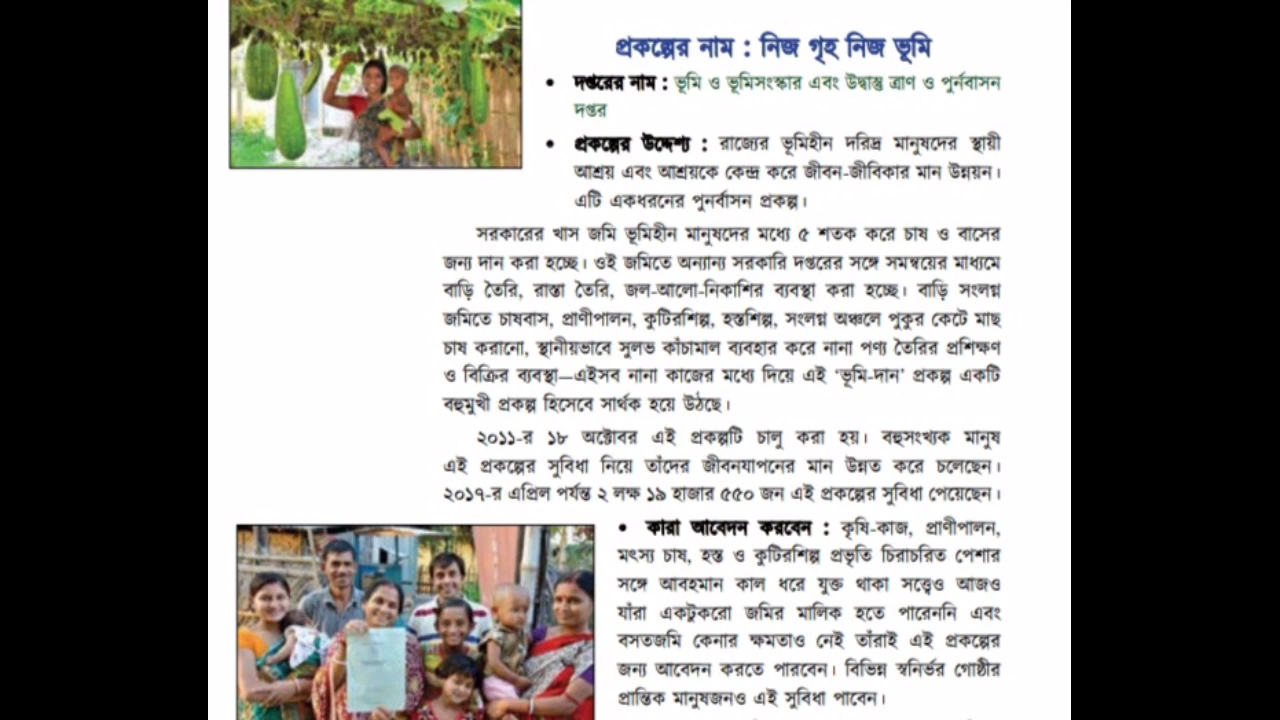 প্রকল্পের নাম : নিজ গৃহ নিজ ভূমি
• দপ্তরের নাম : ভূমি ও ভূমিসংস্কার এবং উদ্বাস্তু ত্রাণ ও পুর্নবাসন
দপ্তর
• প্রকল্পের উদ্দেশ্য : রাজ্যের ভূমিহীন দরিদ্র মানুষদের স্থায়ী
আশ্রয় এবং আশ্রয়কে কেন্দ্র করে জীবন-জীবিকার মান উন্নয়ন।
এটি একধরনের পুনর্বাসন প্রকল্প।
সরকারের খাস জমি ভূমিহীন মানুষদের মধ্যে ৫ শতক করে চাষ ও বাসের
জন্য দান করা হচ্ছে। ওই জমিতে অন্যান্য সরকারি দপ্তরের সঙ্গে সমন্বয়ের মাধ্যমে
বাড়ি তৈরি, রাস্তা তৈরি, জল-আলো-নিকাশির ব্যবস্থা করা হচ্ছে। বাড়ি সংলগ্ন
জমিতে চাষবাস, প্রাণীপালন, কুটিরশিল্প, হস্তশিল্প, সংলগ্ন অঞ্চলে পুকুর কেটে মাছ
চাষ করানো, স্থানীয়ভাবে সুলভ কাঁচামাল ব্যবহার করে নানা পণ্য তৈরির প্রশিক্ষণ
ও বিক্রির ব্যবস্থা—এইসব নানা কাজের মধ্যে দিয়ে এই ‘ভূমি-দান’ প্রকল্প একটি
বহুমুখী প্রকল্প হিসেবে সার্থক হয়ে উঠছে।
২০১১-র ১৮ অক্টোবর এই প্রকল্পটি চালু করা হয়। বহুসংখ্যক মানুষ
এই প্রকল্পের সুবিধা নিয়ে তাঁদের জীবনযাপনের মান উন্নত করে চলেছেন।
২০১৭-র এপ্রিল পর্যন্ত ২ লক্ষ ১৯ হাজার ৫৫০ জন এই প্রকল্পের সুবিধা পেয়েছেন।
• কারা আবেদন করবেন : কৃষি-কাজ, প্রাণীপালন,
মৎস্য চাষ, হস্ত ও কুটিরশিল্প প্রভৃতি চিরাচরিত পেশার
সঙ্গে আবহমান কাল ধরে যুক্ত থাকা সত্ত্বেও আজও
যাঁরা একটুকরো জমির মালিক হতে পারেননি এবং
বসতজমি কেনার ক্ষমতাও নেই তাঁরাই এই প্রকল্পের
জন্য আবেদন করতে পারবেন। বিভিন্ন স্বনির্ভর গোষ্ঠীর
প্রান্তিক মানুষজনও এই সুবিধা পাবেন।